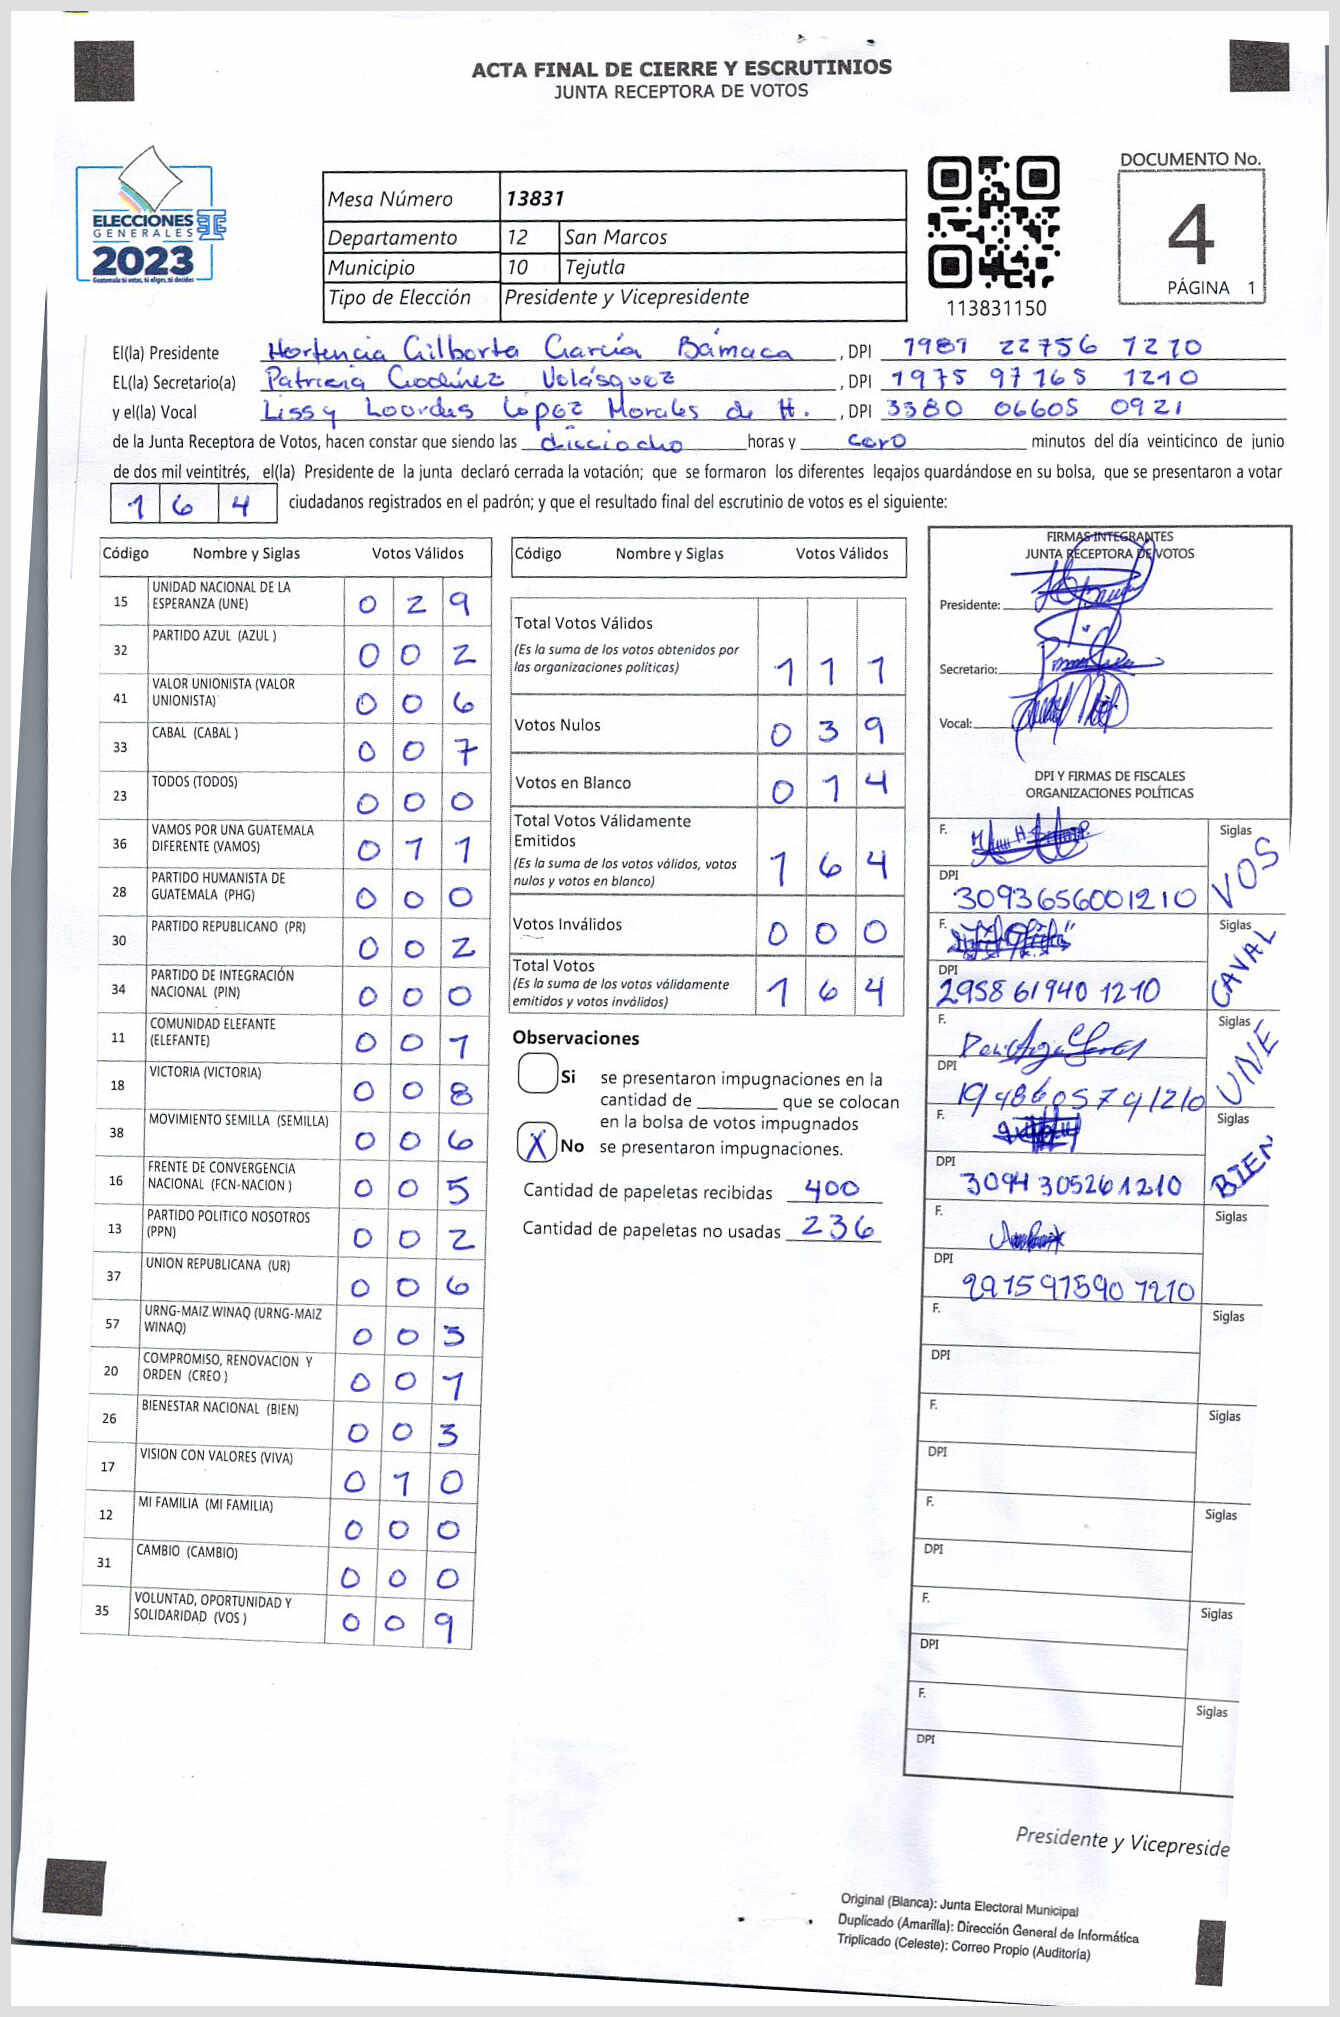 ACTA FINAL DE CIERRE Y ESCRUTINIOS
JUNTA RECEPTORA DE VOTOS
ELECCIONES
GENERALES
2023
Guatemala tú votas, tú eliges, tú decides
Mesa Número 13831
Departamento 12 San Marcos
Municipio 10 Tejutla
Tipo de Elección Presidente y Vicepresidente
113831150
DOCUMENTO No.
4
PÁGINA 1
El(la) Presidente Hortencia Gilberta García Bámaca , DPI 1981 22756 1210
EL(la) Secretario(a) Patricia Godínez Velásquez , DPI 1975 97165 1210
y el(la) Vocal Lissy Lourdes López Morales de H. , DPI 3380 06605 0921
de la Junta Receptora de Votos, hacen constar que siendo las dieciocho horas y cero minutos del día veinticinco de junio
de dos mil veintitrés, el(la) Presidente de la junta declaró cerrada la votación; que se formaron los diferentes legajos guardándose en su bolsa, que se presentaron a votar
1 6 4 ciudadanos registrados en el padrón; y que el resultado final del escrutinio de votos es el siguiente:
Código Nombre y Siglas Votos Válidos
15 UNIDAD NACIONAL DE LA ESPERANZA (UNE) 0 2 9
32 PARTIDO AZUL (AZUL ) 0 0 2
41 VALOR UNIONISTA (VALOR UNIONISTA) 0 0 6
33 CABAL (CABAL ) 0 0 7
23 TODOS (TODOS) 0 0 0
36 VAMOS POR UNA GUATEMALA DIFERENTE (VAMOS) 0 1 1
28 PARTIDO HUMANISTA DE GUATEMALA (PHG) 0 0 0
30 PARTIDO REPUBLICANO (PR) 0 0 2
34 PARTIDO DE INTEGRACIÓN NACIONAL (PIN) 0 0 0
11 COMUNIDAD ELEFANTE (ELEFANTE) 0 0 1
18 VICTORIA (VICTORIA) 0 0 8
38 MOVIMIENTO SEMILLA (SEMILLA) 0 0 6
16 FRENTE DE CONVERGENCIA NACIONAL (FCN-NACION ) 0 0 5
13 PARTIDO POLITICO NOSOTROS (PPN) 0 0 2
37 UNION REPUBLICANA (UR) 0 0 6
57 URNG-MAIZ WINAQ (URNG-MAIZ WINAQ) 0 0 3
20 COMPROMISO, RENOVACION Y ORDEN (CREO ) 0 0 1
26 BIENESTAR NACIONAL (BIEN) 0 0 3
17 VISION CON VALORES (VIVA) 0 1 0
12 MI FAMILIA (MI FAMILIA) 0 0 0
31 CAMBIO (CAMBIO) 0 0 0
35 VOLUNTAD, OPORTUNIDAD Y SOLIDARIDAD (VOS ) 0 0 9
Código Nombre y Siglas Votos Válidos
Total Votos Válidos
(Es la suma de los votos obtenidos por
las organizaciones políticas) 1 1 1
Votos Nulos 0 3 9
Votos en Blanco 0 1 4
Total Votos Válidamente
Emitidos
(Es la suma de los votos válidos, votos
nulos y votos en blanco) 1 6 4
Votos Inválidos 0 0 0
Total Votos
(Es la suma de los votos válidamente
emitidos y votos inválidos) 1 6 4
Observaciones
Si se presentaron impugnaciones en la
cantidad de ________ que se colocan
en la bolsa de votos impugnados
X No se presentaron impugnaciones.
Cantidad de papeletas recibidas 400
Cantidad de papeletas no usadas 236
FIRMAS INTEGRANTES
JUNTA RECEPTORA DE VOTOS
Presidente:
Secretario:
Vocal:
DPI Y FIRMAS DE FISCALES
ORGANIZACIONES POLÍTICAS
F. Siglas VOS
DPI 3093656001210
F. Siglas CAVAL
DPI 2958 61940 1210
F. Siglas UNE
DPI 1948605791210
F. Siglas BIEN
DPI 3094 305261210
F. Siglas
DPI 2975975901210
F. Siglas
DPI
F. Siglas
DPI
F. Siglas
DPI
F. Siglas
DPI
F. Siglas
DPI
Presidente y Vicepreside
Original (Blanca): Junta Electoral Municipal
Duplicado (Amarilla): Dirección General de Informática
Triplicado (Celeste): Correo Propio (Auditoría)